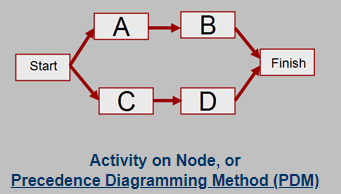 A
B
Start
Finish
C
D
Activity on Node, or
Precedence Diagramming Method (PDM)